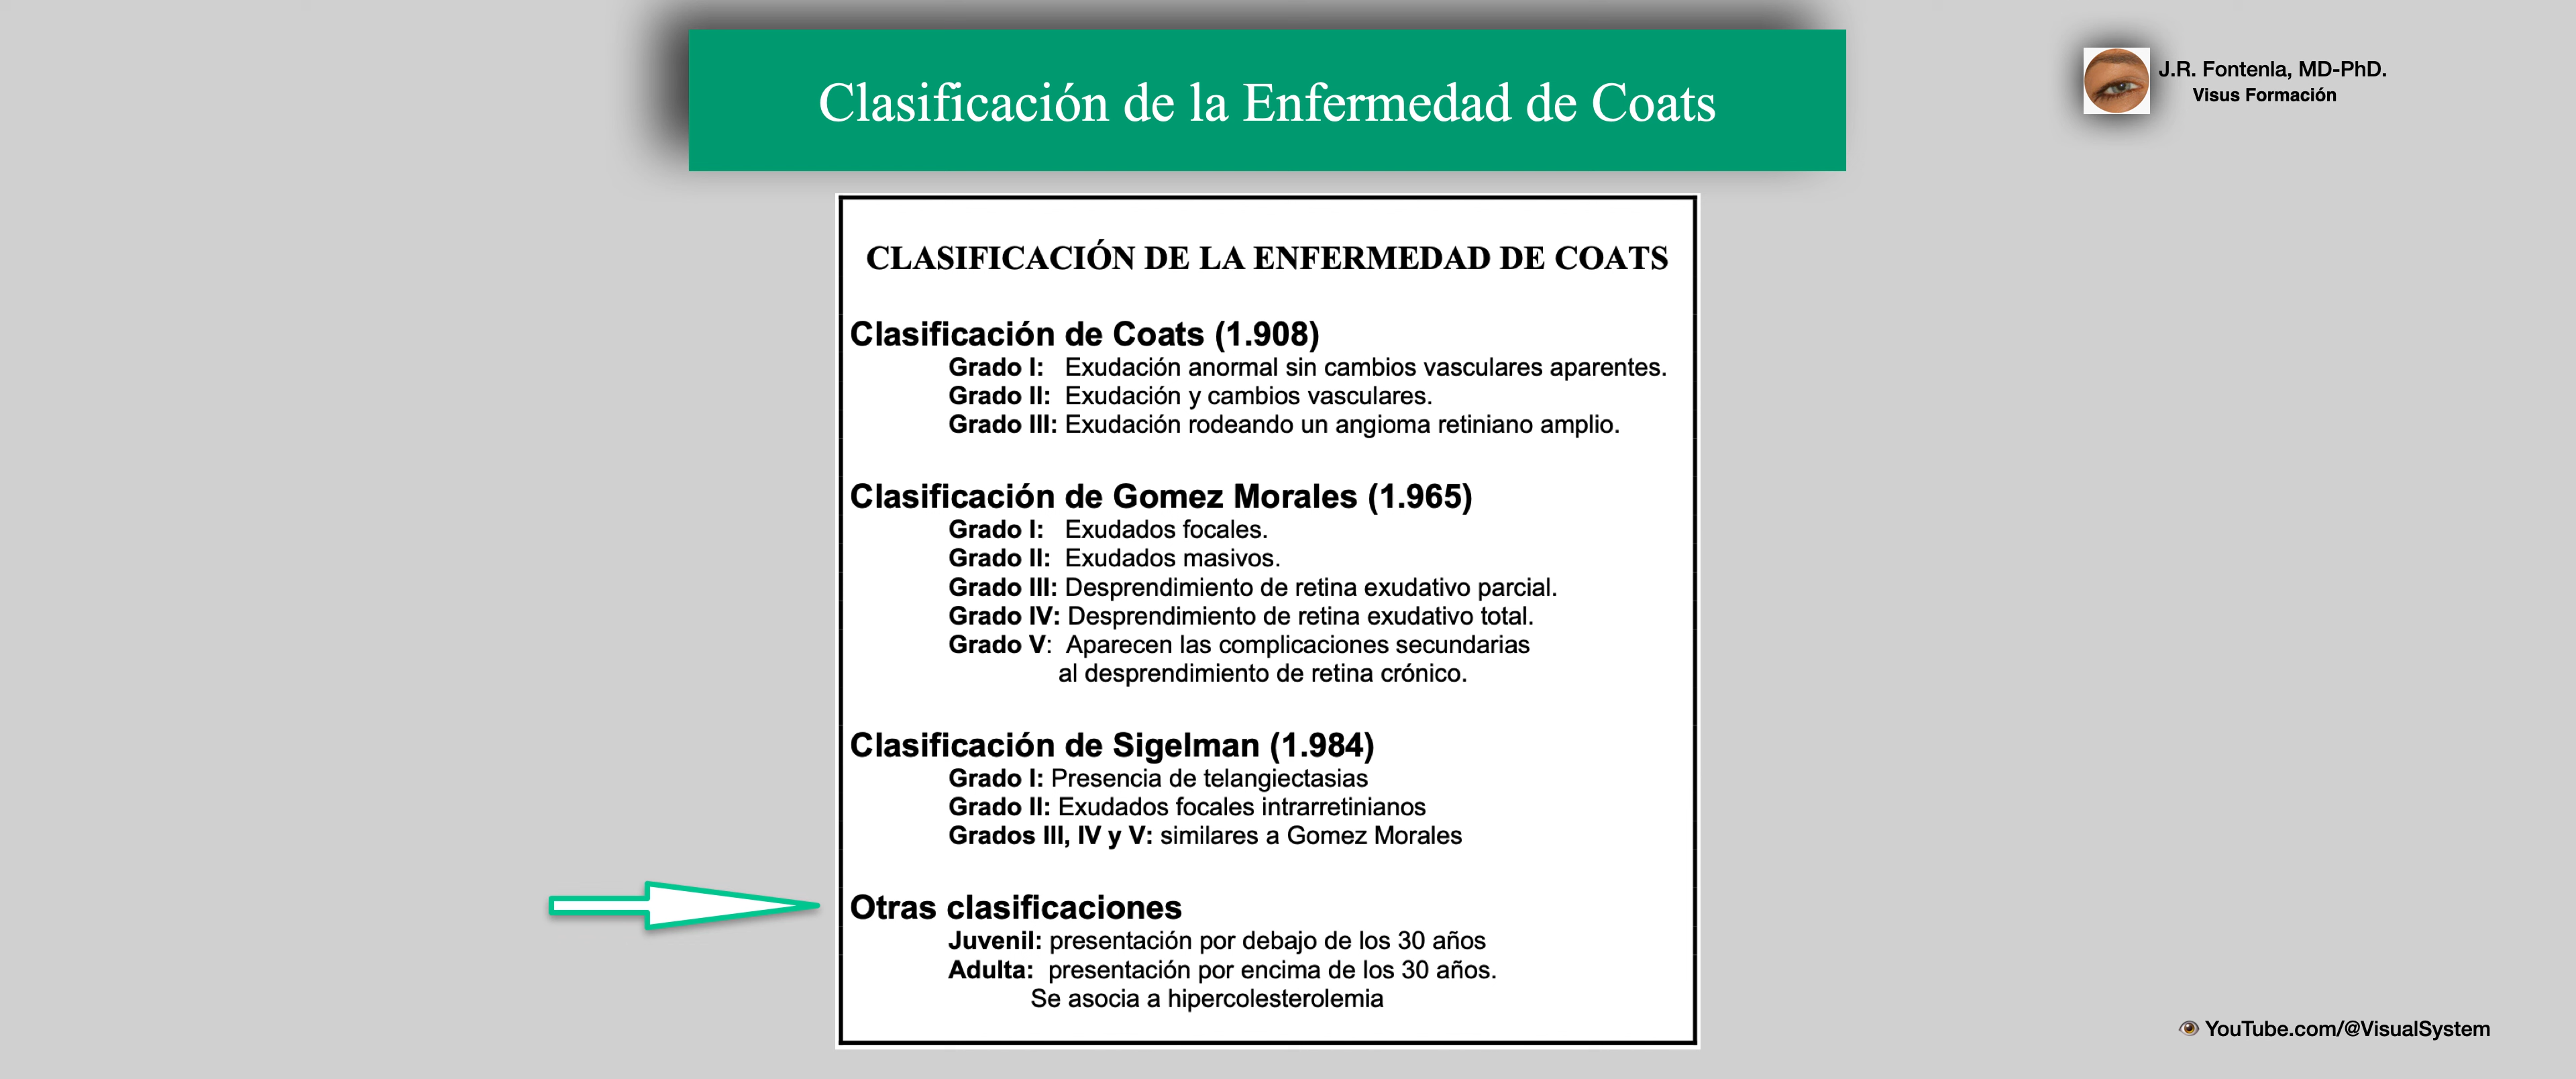 Clasificación de la Enfermedad de Coats
J.R. Fontenla, MD-PhD.
Visus Formación
CLASIFICACIÓN DE LA ENFERMEDAD DE COATS
Clasificación de Coats (1.908)
Grado I: Exudación anormal sin cambios vasculares aparentes.
Grado II: Exudación y cambios vasculares.
Grado III: Exudación rodeando un angioma retiniano amplio.
Clasificación de Gomez Morales (1.965)
Grado I: Exudados focales.
Grado II: Exudados masivos.
Grado III: Desprendimiento de retina exudativo parcial.
Grado IV: Desprendimiento de retina exudativo total.
Grado V: Aparecen las complicaciones secundarias
al desprendimiento de retina crónico.
Clasificación de Sigelman (1.984)
Grado I: Presencia de telangiectasias
Grado II: Exudados focales intrarretinianos
Grados III, IV y V: similares a Gomez Morales
Otras clasificaciones
Juvenil: presentación por debajo de los 30 años
Adulta: presentación por encima de los 30 años.
Se asocia a hipercolesterolemia
YouTube.com/@VisualSystem